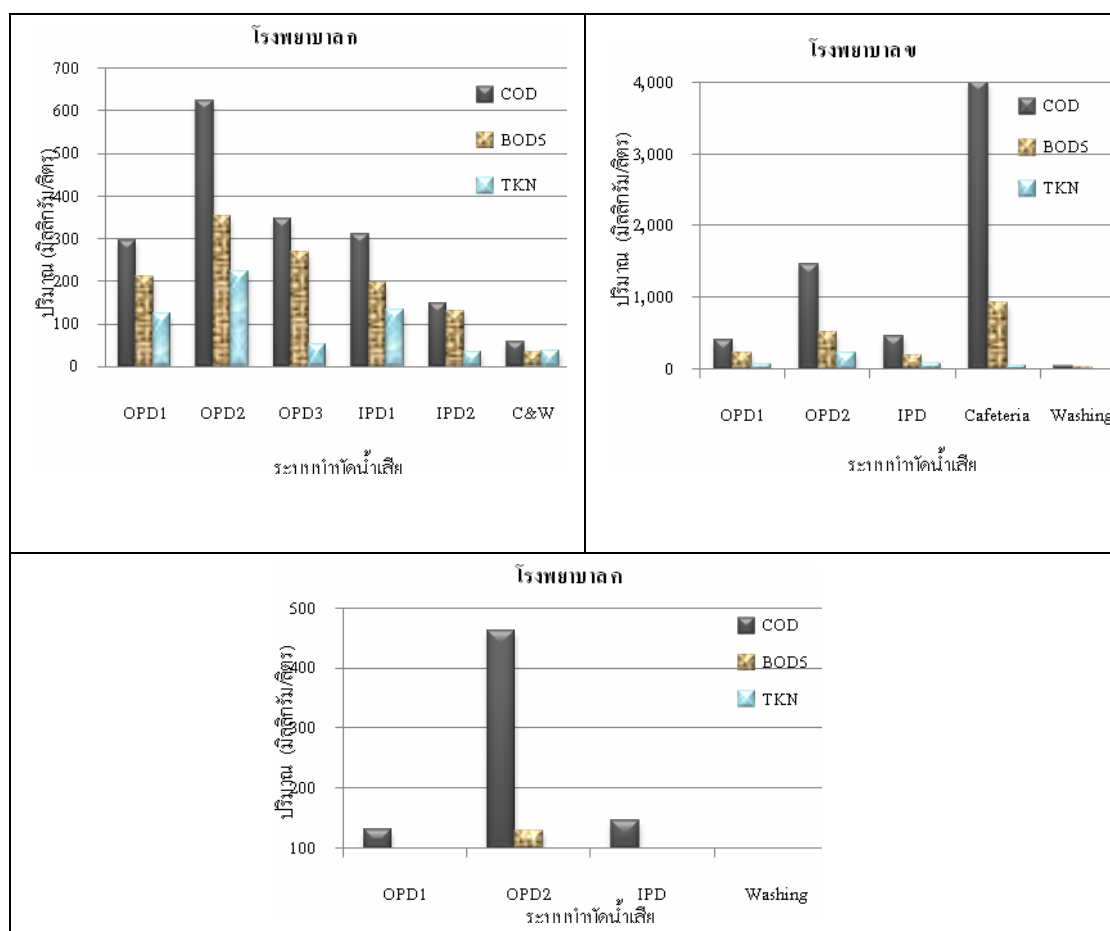 โรงพยาบาลก
ปริมาณ (มิลลิกรัม/ลิตร)
700
600
500
400
300
200
100
0
COD
BOD5
TKN
OPD1 OPD2 OPD3 IPD1 IPD2 C&W
ระบบบำบัดน้ำเสีย
โรงพยาบาลข
ปริมาณ (มิลลิกรัม/ลิตร)
4,000
3,000
2,000
1,000
0
COD
BOD5
TKN
OPD1 OPD2 IPD Cafeteria Washing
ระบบบำบัดน้ำเสีย
โรงพยาบาลค
ปริมาณ (มิลลิกรัม/ลิตร)
500
400
300
200
100
COD
BOD5
TKN
OPD1 OPD2 IPD Washing
ระบบบำบัดน้ำเสีย